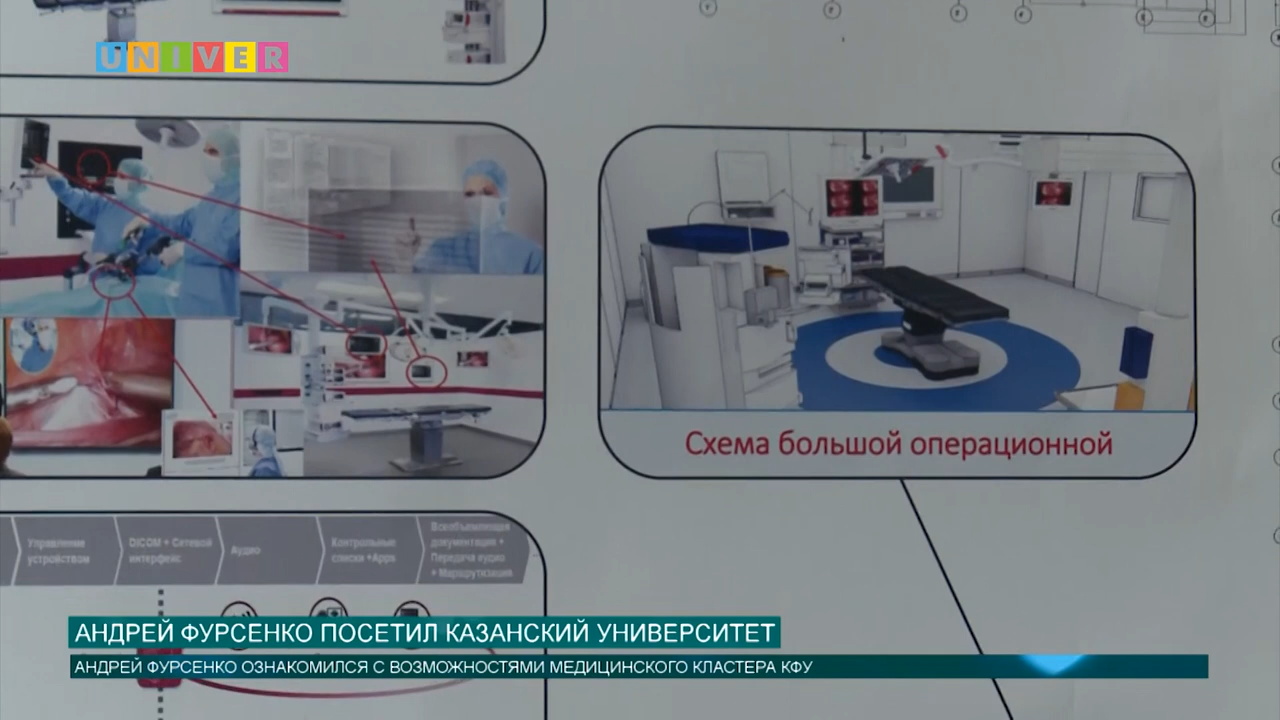 UNIVER
Схема большой операционной
Управление
устройством
DICOM + Сетевой
интерфейс
Аудио
Контрольные
списки +Apps
Всеобъемлющая
документация +
Передача аудио
+ Маршрутизация
АНДРЕЙ ФУРСЕНКО ПОСЕТИЛ КАЗАНСКИЙ УНИВЕРСИТЕТ
АНДРЕЙ ФУРСЕНКО ОЗНАКОМИЛСЯ С ВОЗМОЖНОСТЯМИ МЕДИЦИНСКОГО КЛАСТЕРА КФУ